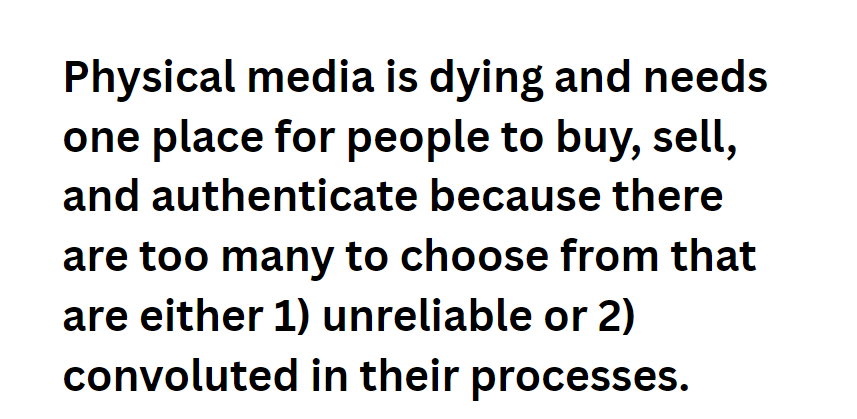 Physical media is dying and needs
one place for people to buy, sell,
and authenticate because there
are too many to choose from that
are either 1) unreliable or 2)
convoluted in their processes.